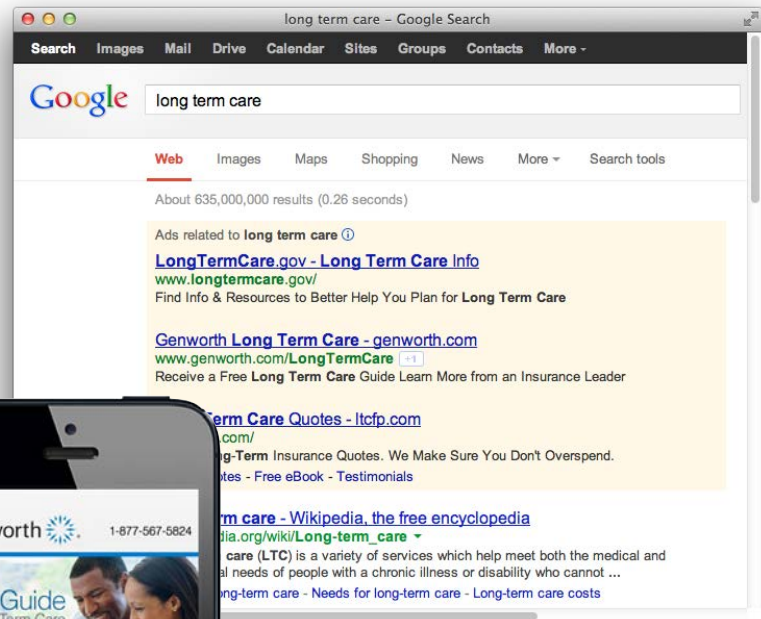 long term care – Google Search
Search Images Mail Drive Calendar Sites Groups Contacts More
Google long term care
Web Images Maps Shopping News More Search tools
About 635,000,000 results (0.26 seconds)
Ads related to long term care
LongTermCare.gov - Long Term Care Info
www.longtermcare.gov/
Find Info & Resources to Better Help You Plan for Long Term Care
Genworth Long Term Care - genworth.com
www.genworth.com/LongTermCare +1
Receive a Free Long Term Care Guide Learn More from an Insurance Leader
erm Care Quotes - ltcfp.com
.com/
ng-Term Insurance Quotes. We Make Sure You Don't Overspend.
otes - Free eBook - Testimonials
rm care - Wikipedia, the free encyclopedia
dia.org/wiki/Long-term_care
care (LTC) is a variety of services which help meet both the medical and
al needs of people with a chronic illness or disability who cannot ...
ong-term care - Needs for long-term care - Long-term care costs
orth 1-877-567-5824
Guide